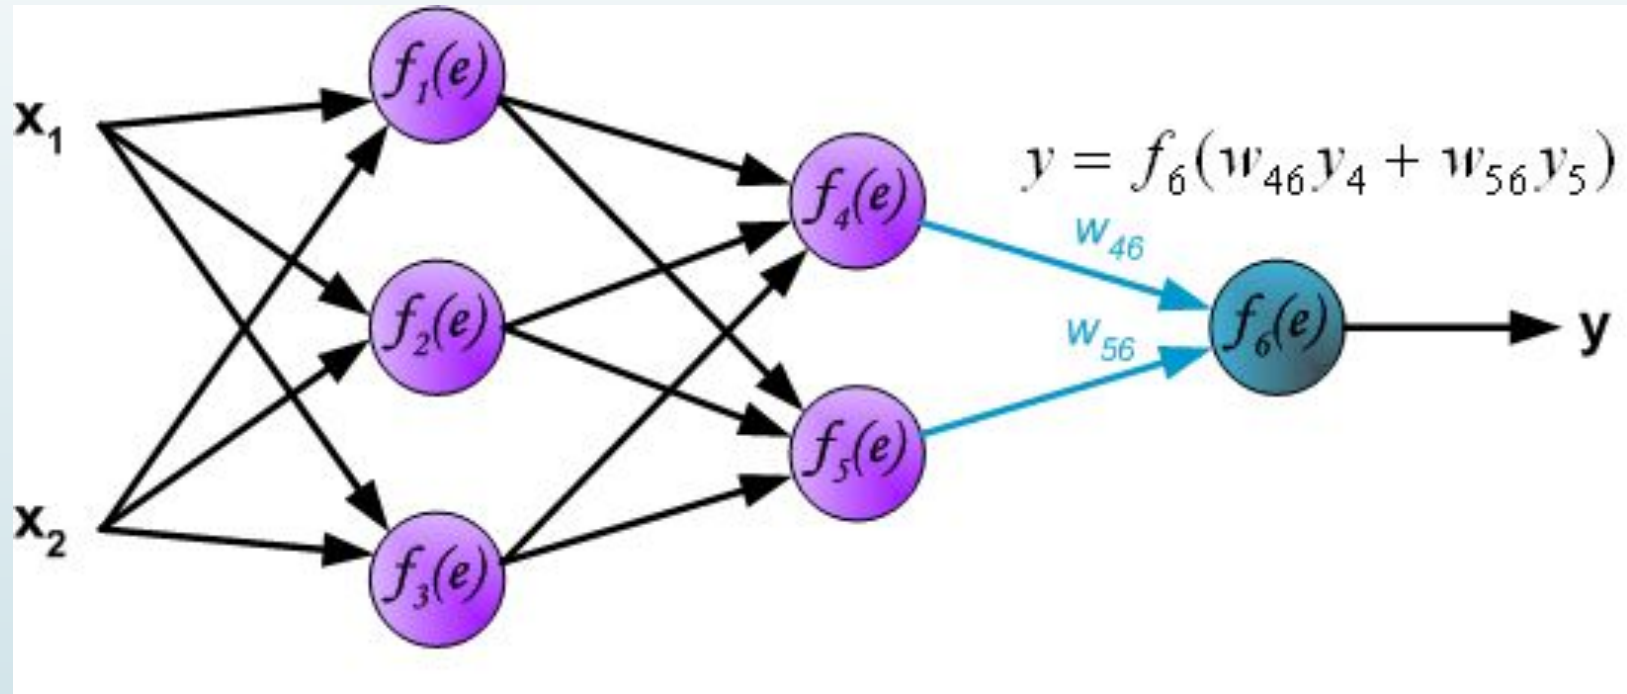 x₁
x₂
f₁(e)
f₂(e)
f₃(e)
f₄(e)
f₅(e)
y = f₆(w₄₆y₄ + w₅₆y₅)
w₄₆
w₅₆
f₆(e)
y